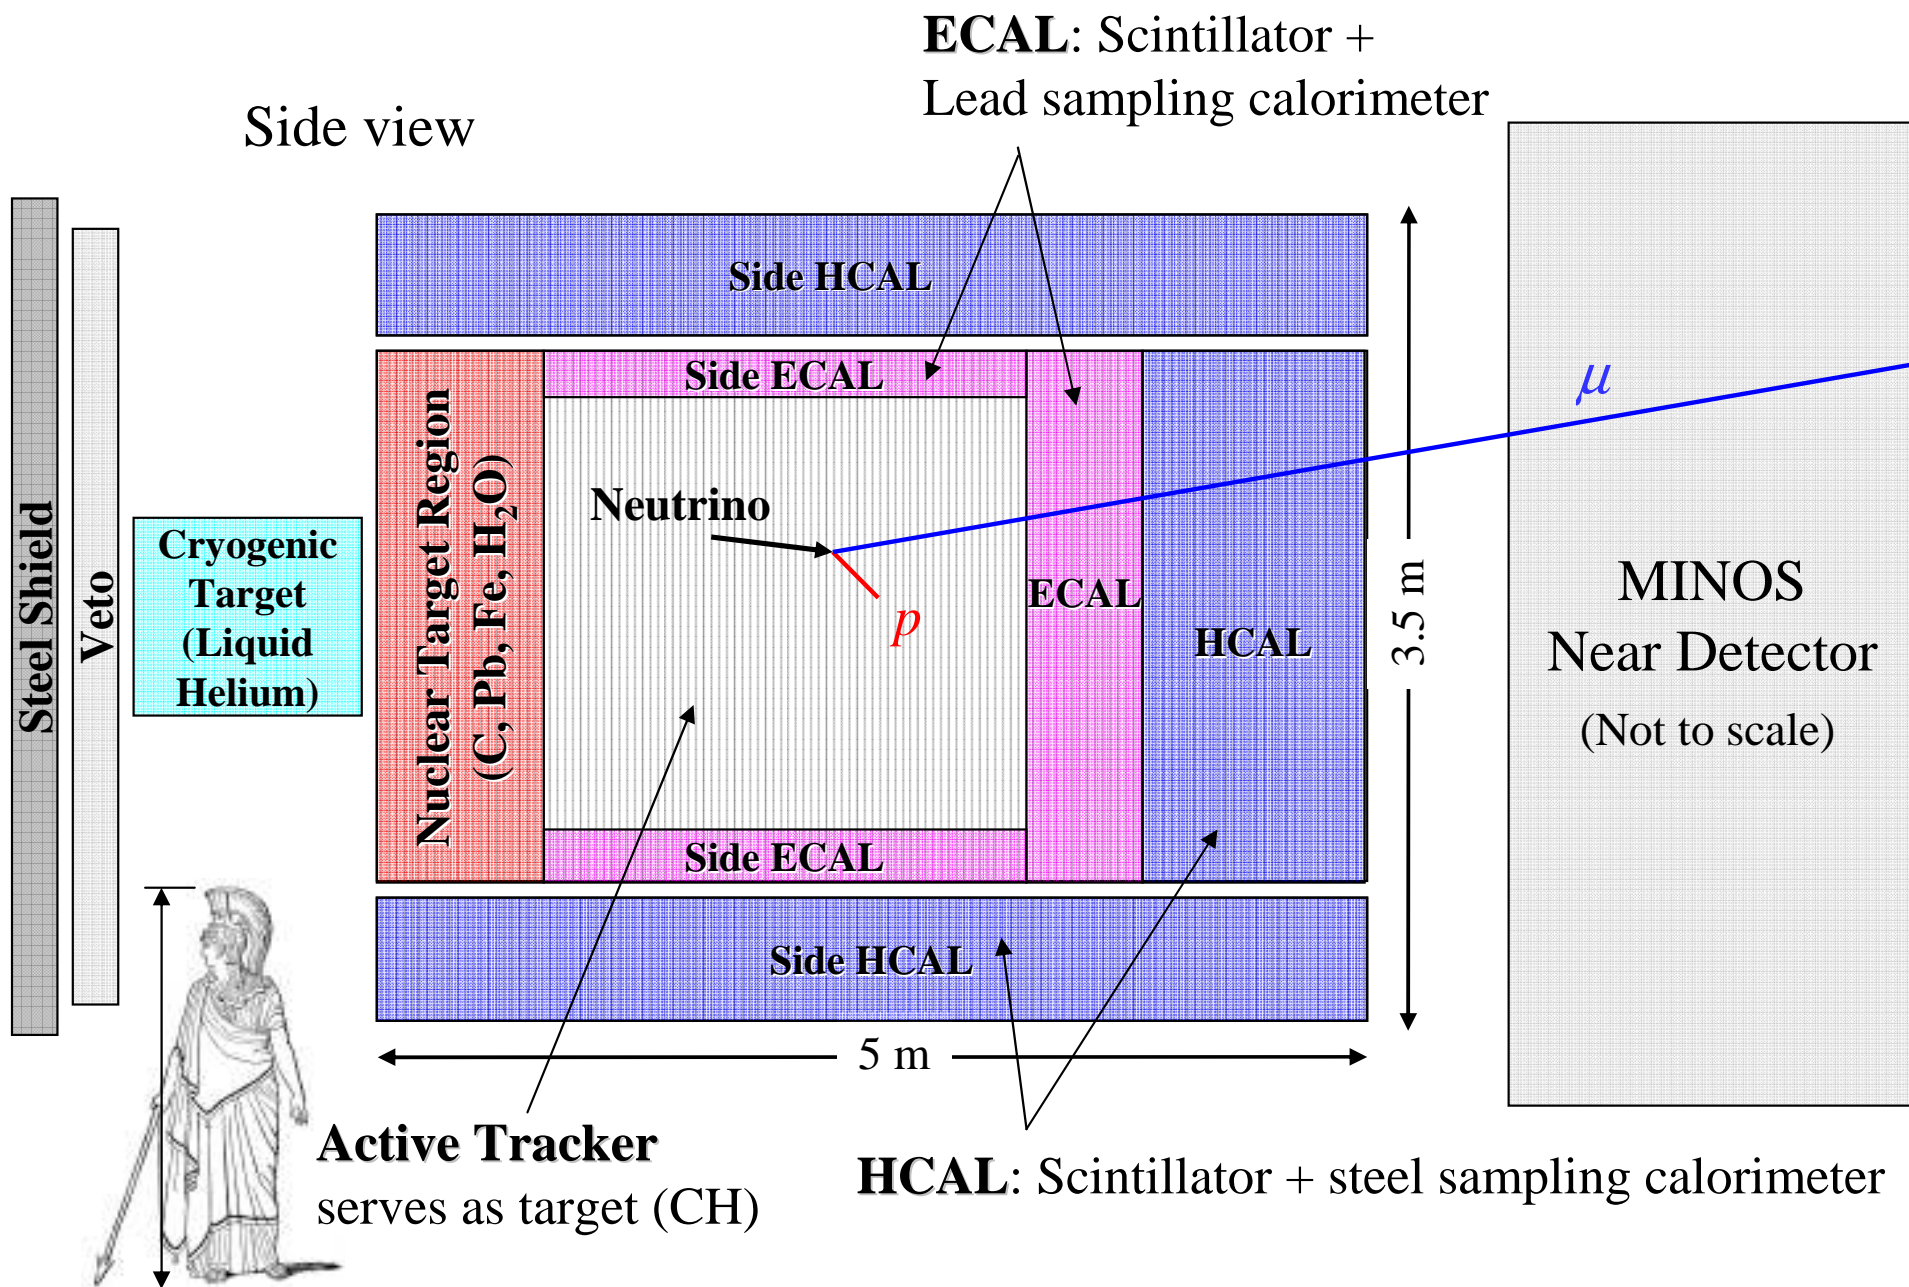 ECAL: Scintillator +
Lead sampling calorimeter
Side view
Side HCAL
Side ECAL
μ
Steel Shield
Veto
Cryogenic
Target
(Liquid
Helium)
Nuclear Target Region
(C, Pb, Fe, H₂O)
Neutrino
p
ECAL
HCAL
3.5 m
MINOS
Near Detector
(Not to scale)
Side ECAL
Side HCAL
5 m
Active Tracker
serves as target (CH)
HCAL: Scintillator + steel sampling calorimeter